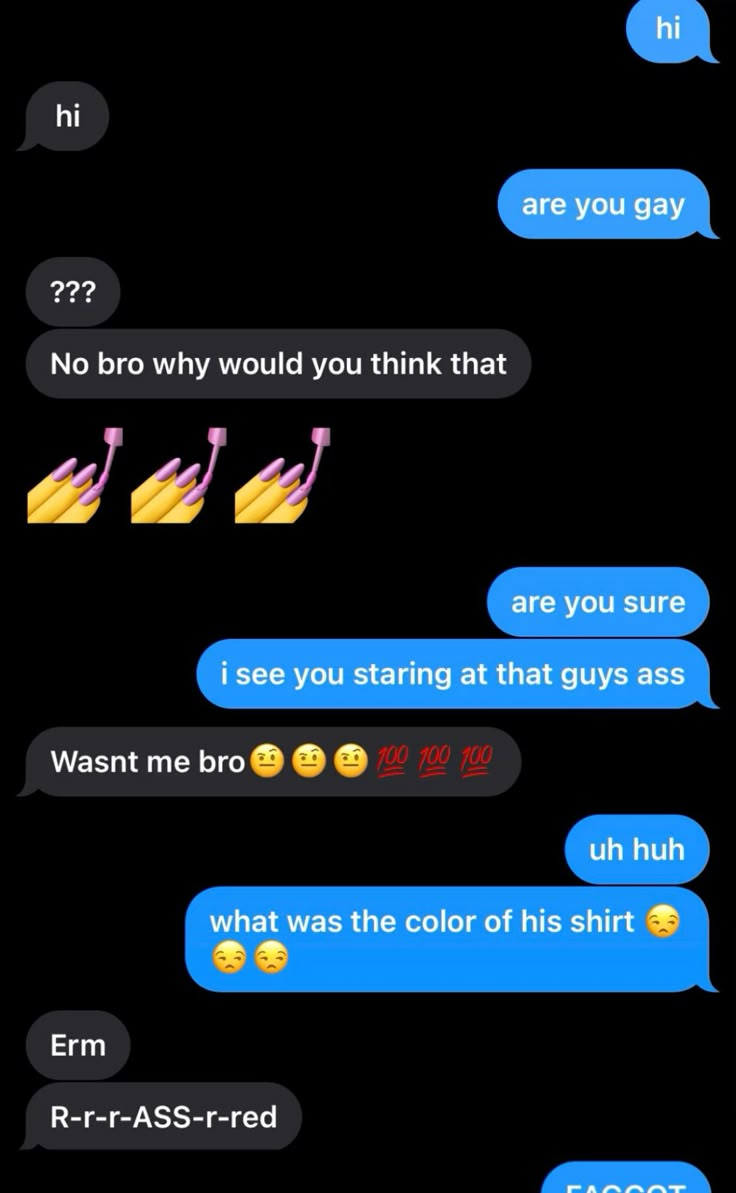 hi
hi
are you gay
???
No bro why would you think that
💅💅💅
are you sure
i see you staring at that guys ass
Wasnt me bro🤨🤨🤨💯💯💯
uh huh
what was the color of his shirt 😒
😒😒
Erm
R-r-r-ASS-r-red
FAGGOT